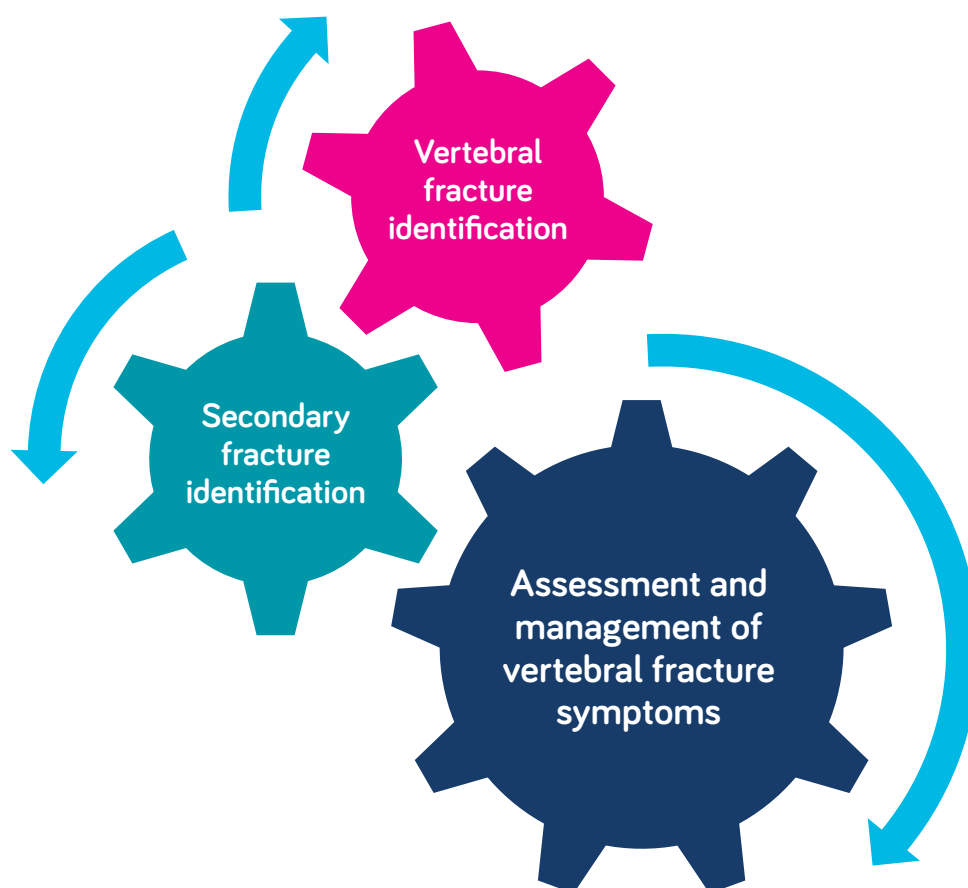 Vertebral
fracture
identification
Secondary
fracture
identification
Assessment and
management of
vertebral fracture
symptoms